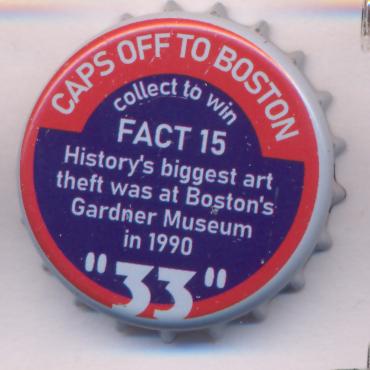 CAPS OFF TO BOSTON
collect to win
FACT 15
History's biggest art
theft was at Boston's
Gardner Museum
in 1990
"33"